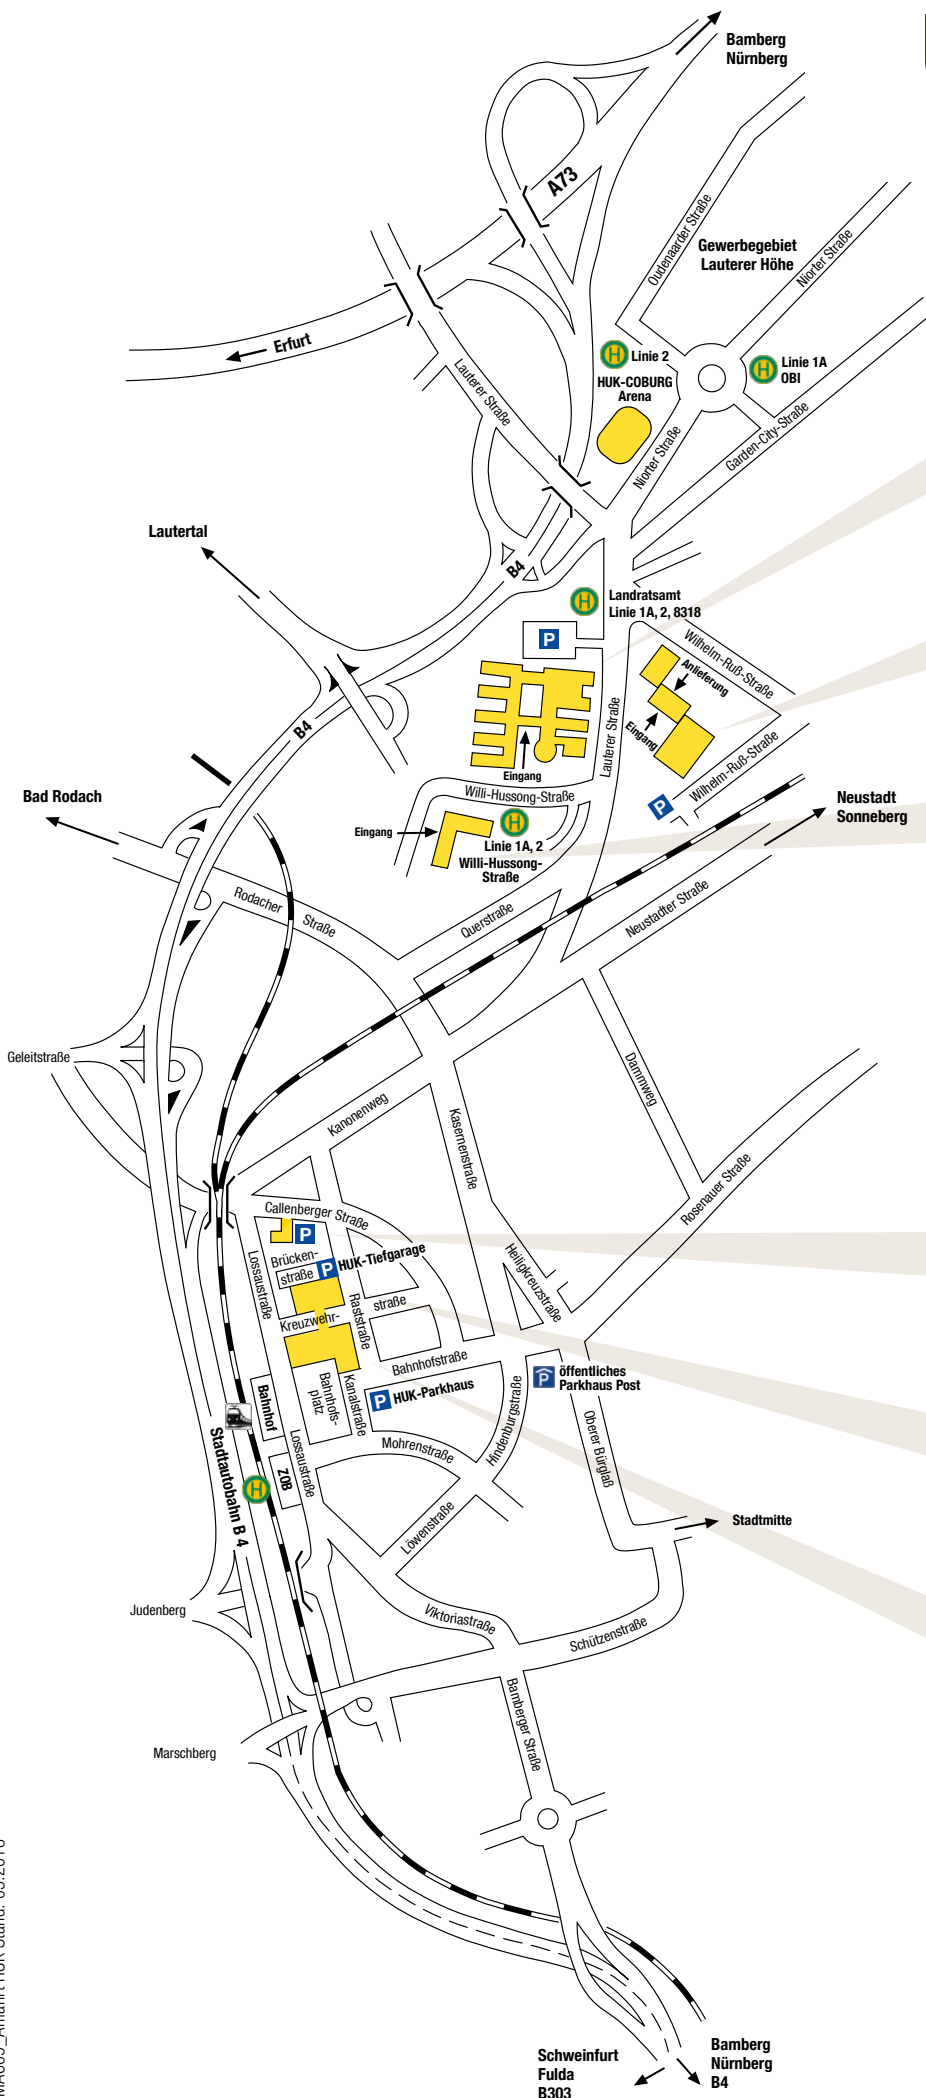 Bamberg
Nürnberg
A73
Oudenaarder Straße
Gewerbegebiet
Lauterer Höhe
Niorter Straße
Erfurt
Lauterer Straße
H Linie 2
H Linie 1A
OBI
HUK-COBURG
Arena
Niorter Straße
Garden-City-Straße
Lautertal
B4
H Landratsamt
Linie 1A, 2, 8318
P
Wilhelm-Ruß-Straße
Anlieferung
Eingang
Lauterer Straße
B4
Eingang
Wilhelm-Ruß-Straße
P
Willi-Hussong-Straße
Bad Rodach
Neustadt
Sonneberg
Eingang
H
Linie 1A, 2
Willi-Hussong-
Straße
Rodacher Straße
Querstraße
Neustadter Straße
Geleitstraße
Dammweg
Kanonenweg
Kasernenstraße
Rosenauer Straße
Callenberger Straße
P
Lossaustraße
Brücken-
straße
P HUK-Tiefgarage
Heiligkreuzstraße
Kreuzwehr-
straße
Raststraße
Bahnhofstraße
P öffentliches
Parkhaus Post
Bahnhof
Bahnhofs-
platz
Kanalstraße
P HUK-Parkhaus
Hindenburgstraße
Oberer Bürglaß
Stadtautobahn B 4
H
ZOB
Lossaustraße
Mohrenstraße
Löwenstraße
Stadtmitte
Judenberg
Viktoriastraße
Schützenstraße
Marschberg
Bamberger Straße
Schweinfurt
Fulda
B303
Bamberg
Nürnberg
B4